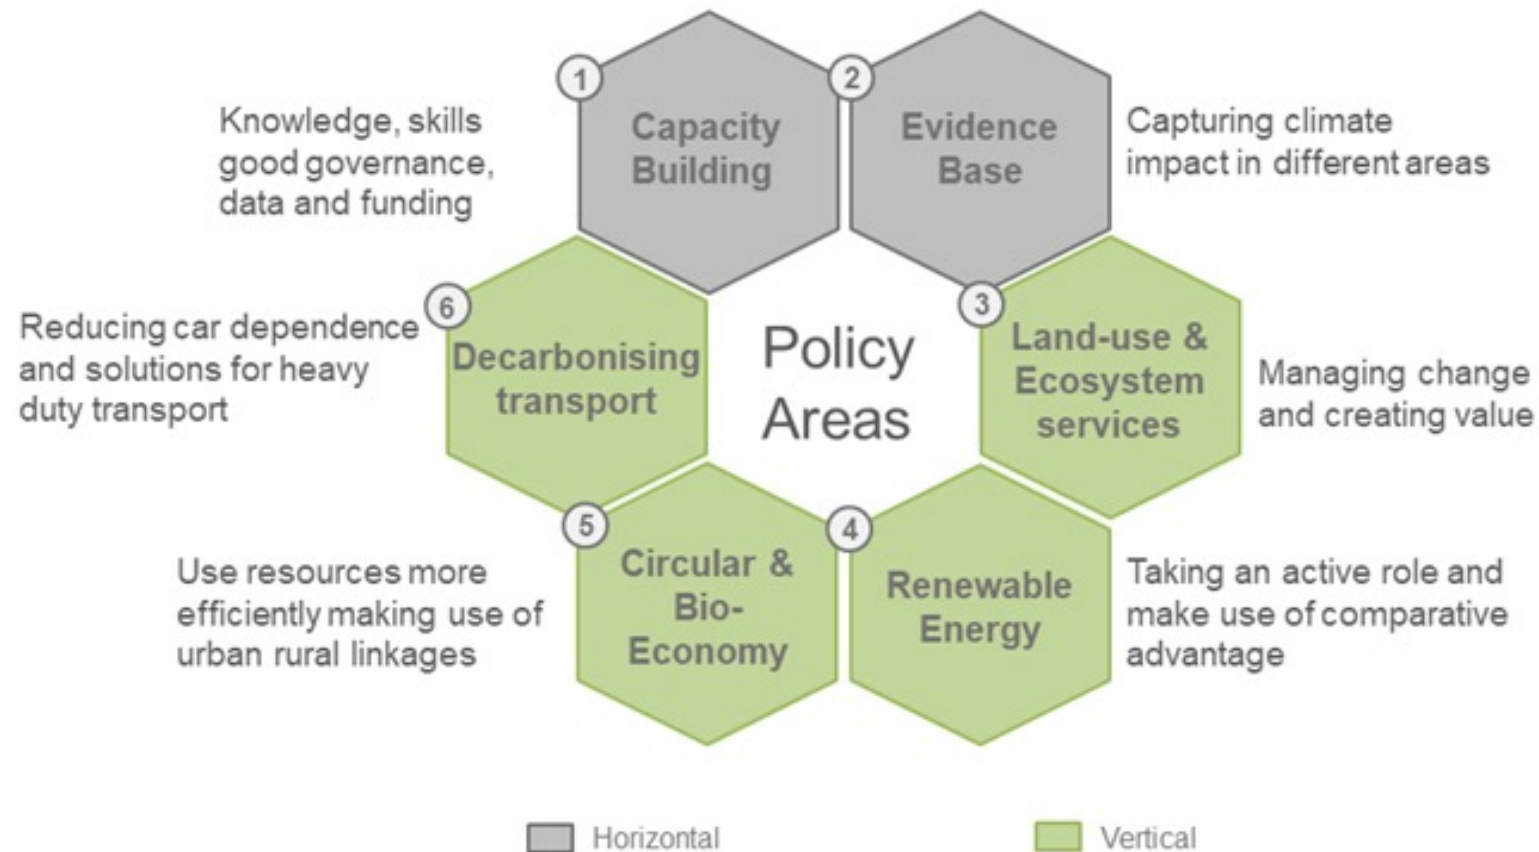 1
Capacity
Building
Knowledge, skills
good governance,
data and funding
2
Evidence
Base
Capturing climate
impact in different areas
Policy
Areas
3
Land-use &
Ecosystem
services
Managing change
and creating value
4
Renewable
Energy
Taking an active role and
make use of comparative
advantage
5
Circular &
Bio-
Economy
Use resources more
efficiently making use of
urban rural linkages
6
Decarbonising
transport
Reducing car dependence
and solutions for heavy
duty transport
Horizontal
Vertical